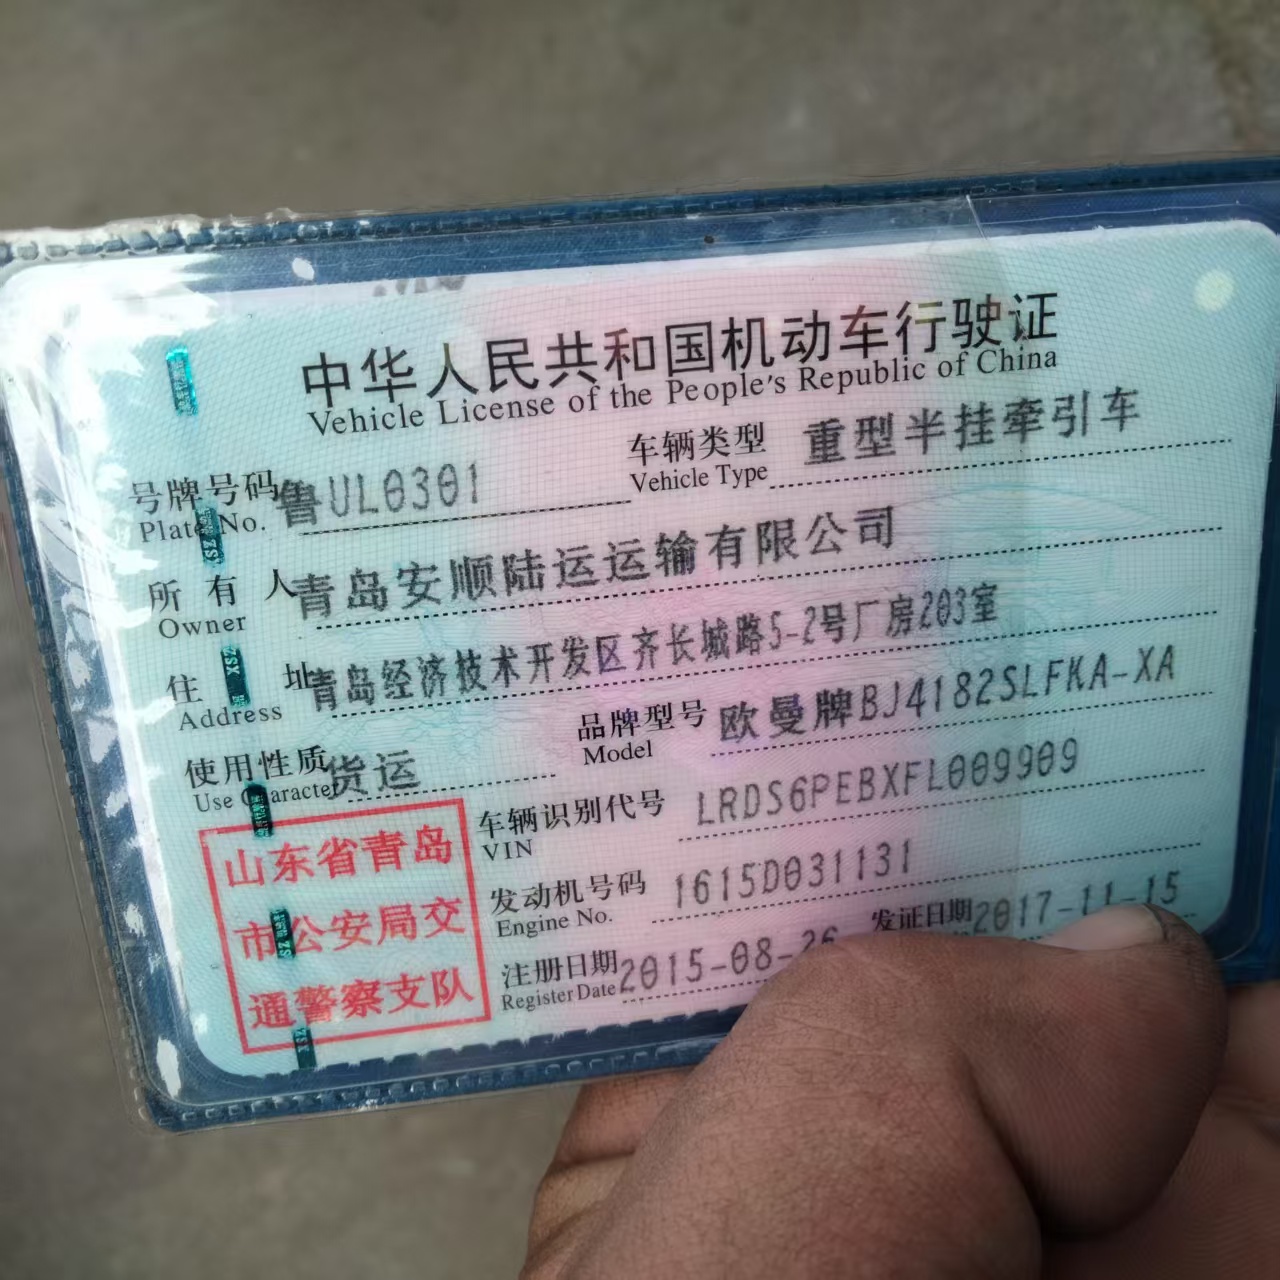 中华人民共和国机动车行驶证
Vehicle License of the People's Republic of China
号牌号码 鲁UL0301 车辆类型 重型半挂牵引车
Plate No. Vehicle Type
所有人 青岛安顺陆运运输有限公司
Owner
住址 青岛经济技术开发区齐长城路5-2号厂房203室
Address
使用性质 货运 品牌型号 欧曼牌BJ4182SLFKA-XA
Use Character Model
车辆识别代号 LRDS6PEBXFL009909
VIN
发动机号码 1615D031131
Engine No.
注册日期 2015-08-26 发证日期 2017-11-15
Register Date
山东省青岛
市公安局交
通警察支队